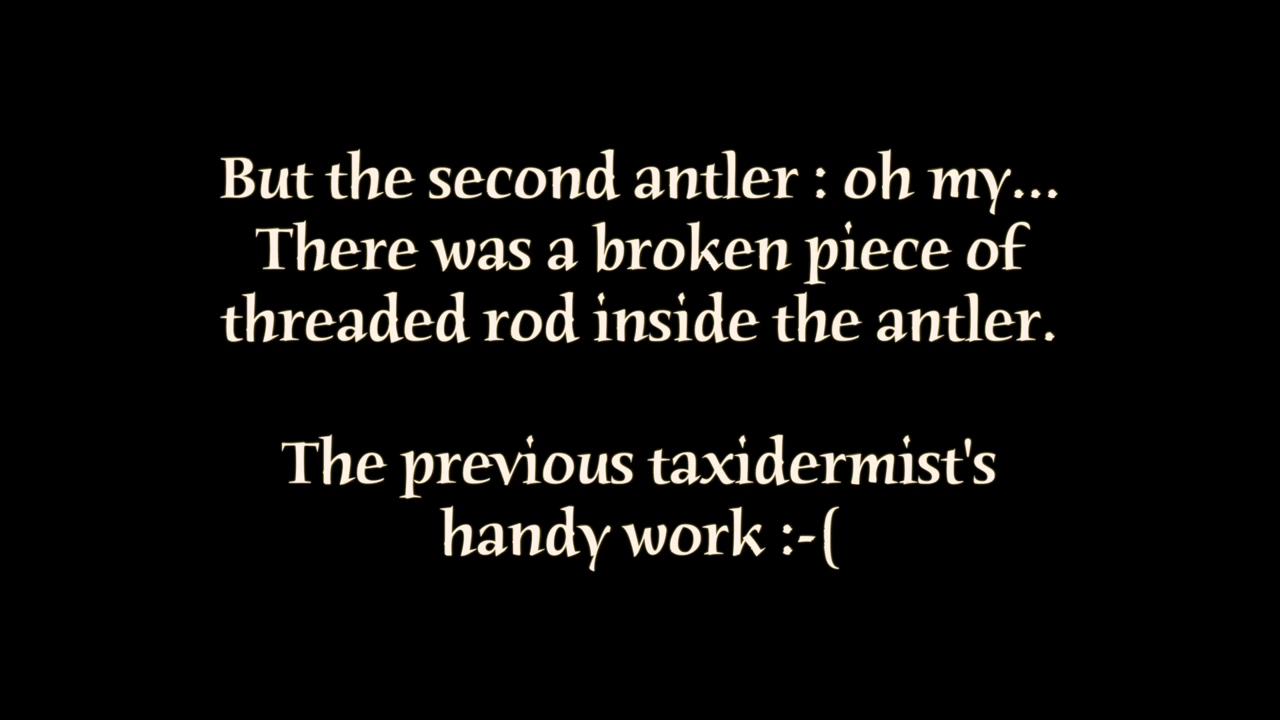 But the second antler : oh my...
There was a broken piece of
threaded rod inside the antler.
The previous taxidermist's
handy work :-(